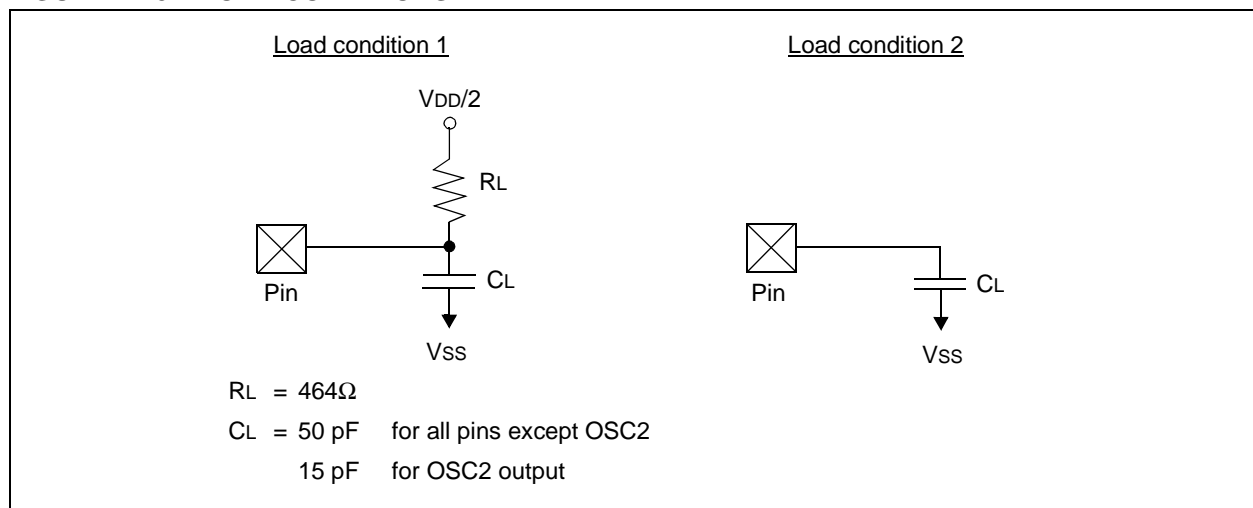 Load condition 1
Load condition 2
VDD/2
RL
Pin
CL
VSS
Pin
CL
VSS
RL = 464Ω
CL = 50 pF for all pins except OSC2
15 pF for OSC2 output